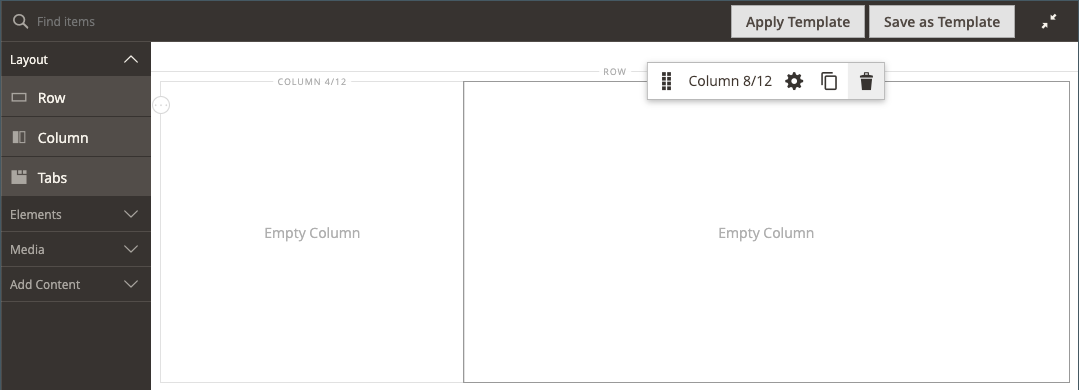 Find items
Apply Template
Save as Template
Layout
Row
Column
Tabs
Elements
Media
Add Content
ROW
COLUMN 4/12
Column 8/12
Empty Column
Empty Column